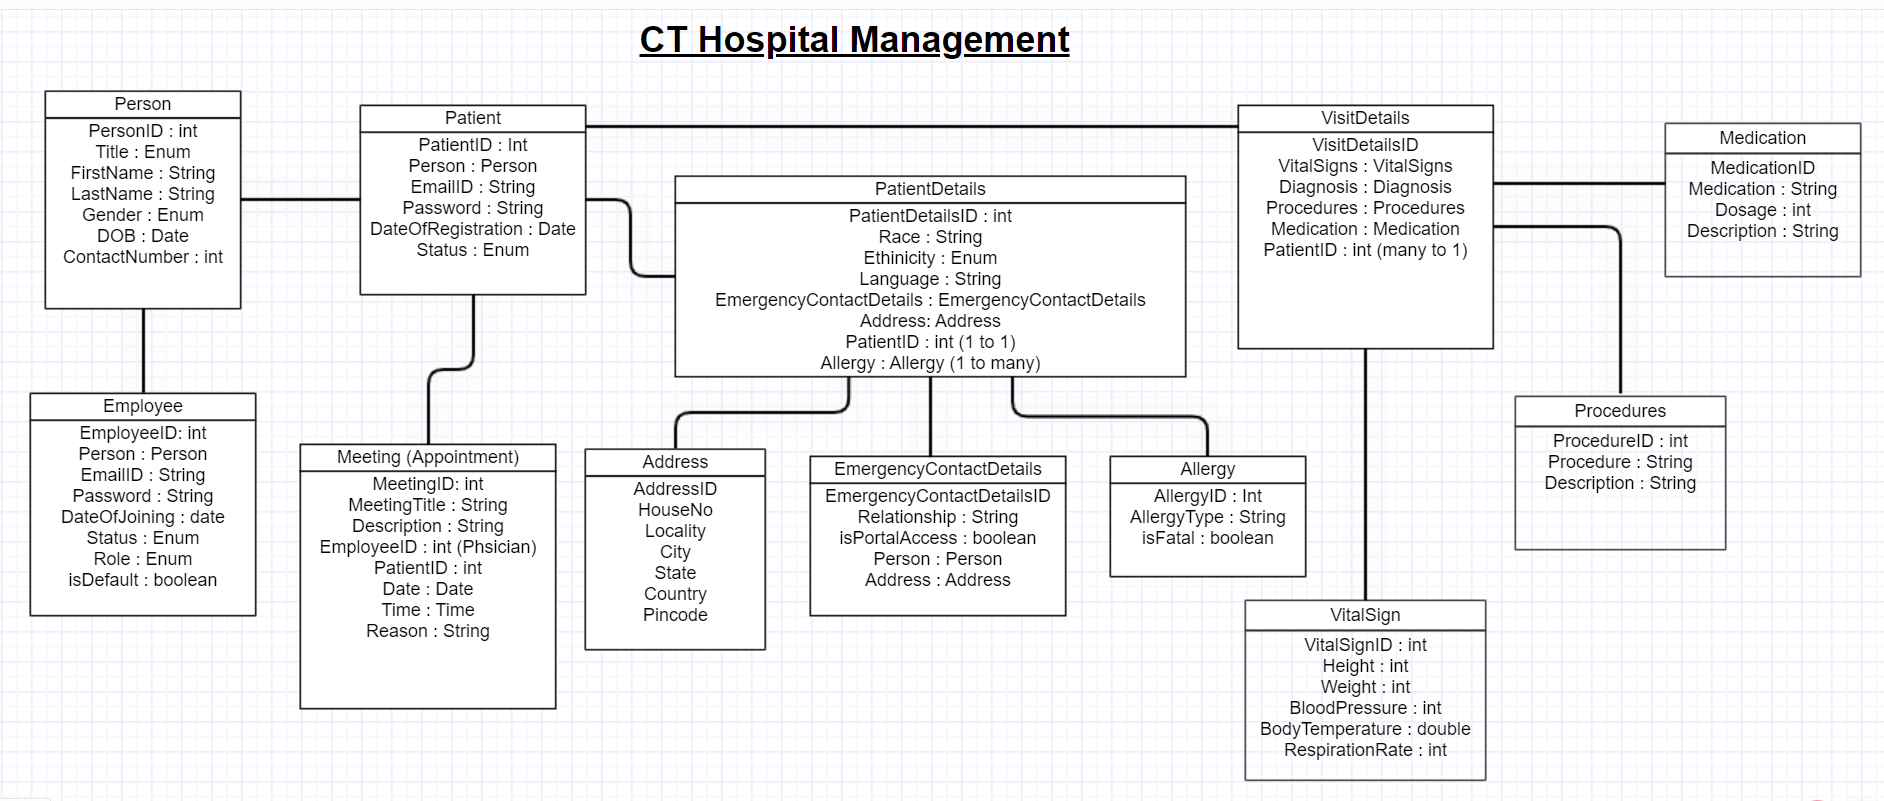 CT Hospital Management
Person
PersonID : int
Title : Enum
FirstName : String
LastName : String
Gender : Enum
DOB : Date
ContactNumber : int
Patient
PatientID : Int
Person : Person
EmailID : String
Password : String
DateOfRegistration : Date
Status : Enum
PatientDetails
PatientDetailsID : int
Race : String
Ethinicity : Enum
Language : String
EmergencyContactDetails : EmergencyContactDetails
Address: Address
PatientID : int (1 to 1)
Allergy : Allergy (1 to many)
VisitDetails
VisitDetailsID
VitalSigns : VitalSigns
Diagnosis : Diagnosis
Procedures : Procedures
Medication : Medication
PatientID : int (many to 1)
Medication
MedicationID
Medication : String
Dosage : int
Description : String
Employee
EmployeeID: int
Person : Person
EmailID : String
Password : String
DateOfJoining : date
Status : Enum
Role : Enum
isDefault : boolean
Meeting (Appointment)
MeetingID: int
MeetingTitle : String
Description : String
EmployeeID : int (Phsician)
PatientID : int
Date : Date
Time : Time
Reason : String
Address
AddressID
HouseNo
Locality
City
State
Country
Pincode
EmergencyContactDetails
EmergencyContactDetailsID
Relationship : String
isPortalAccess : boolean
Person : Person
Address : Address
Allergy
AllergyID : Int
AllergyType : String
isFatal : boolean
Procedures
ProcedureID : int
Procedure : String
Description : String
VitalSign
VitalSignID : int
Height : int
Weight : int
BloodPressure : int
BodyTemperature : double
RespirationRate : int